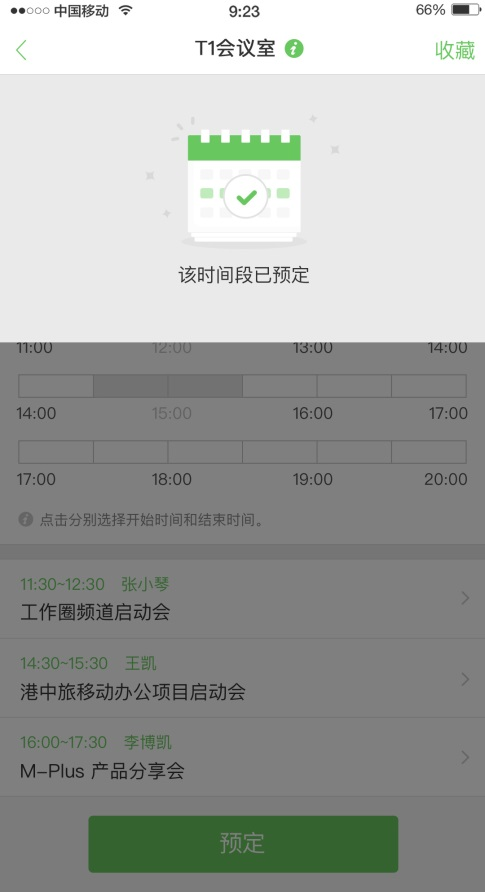 中国移动 9:23 66%
T1会议室 收藏
该时间段已预定
11:00 12:00 13:00 14:00
14:00 15:00 16:00 17:00
17:00 18:00 19:00 20:00
点击分别选择开始时间和结束时间。
11:30~12:30 张小琴
工作圈频道启动会
14:30~15:30 王凯
港中旅移动办公项目启动会
16:00~17:30 李博凯
M-Plus 产品分享会
预定